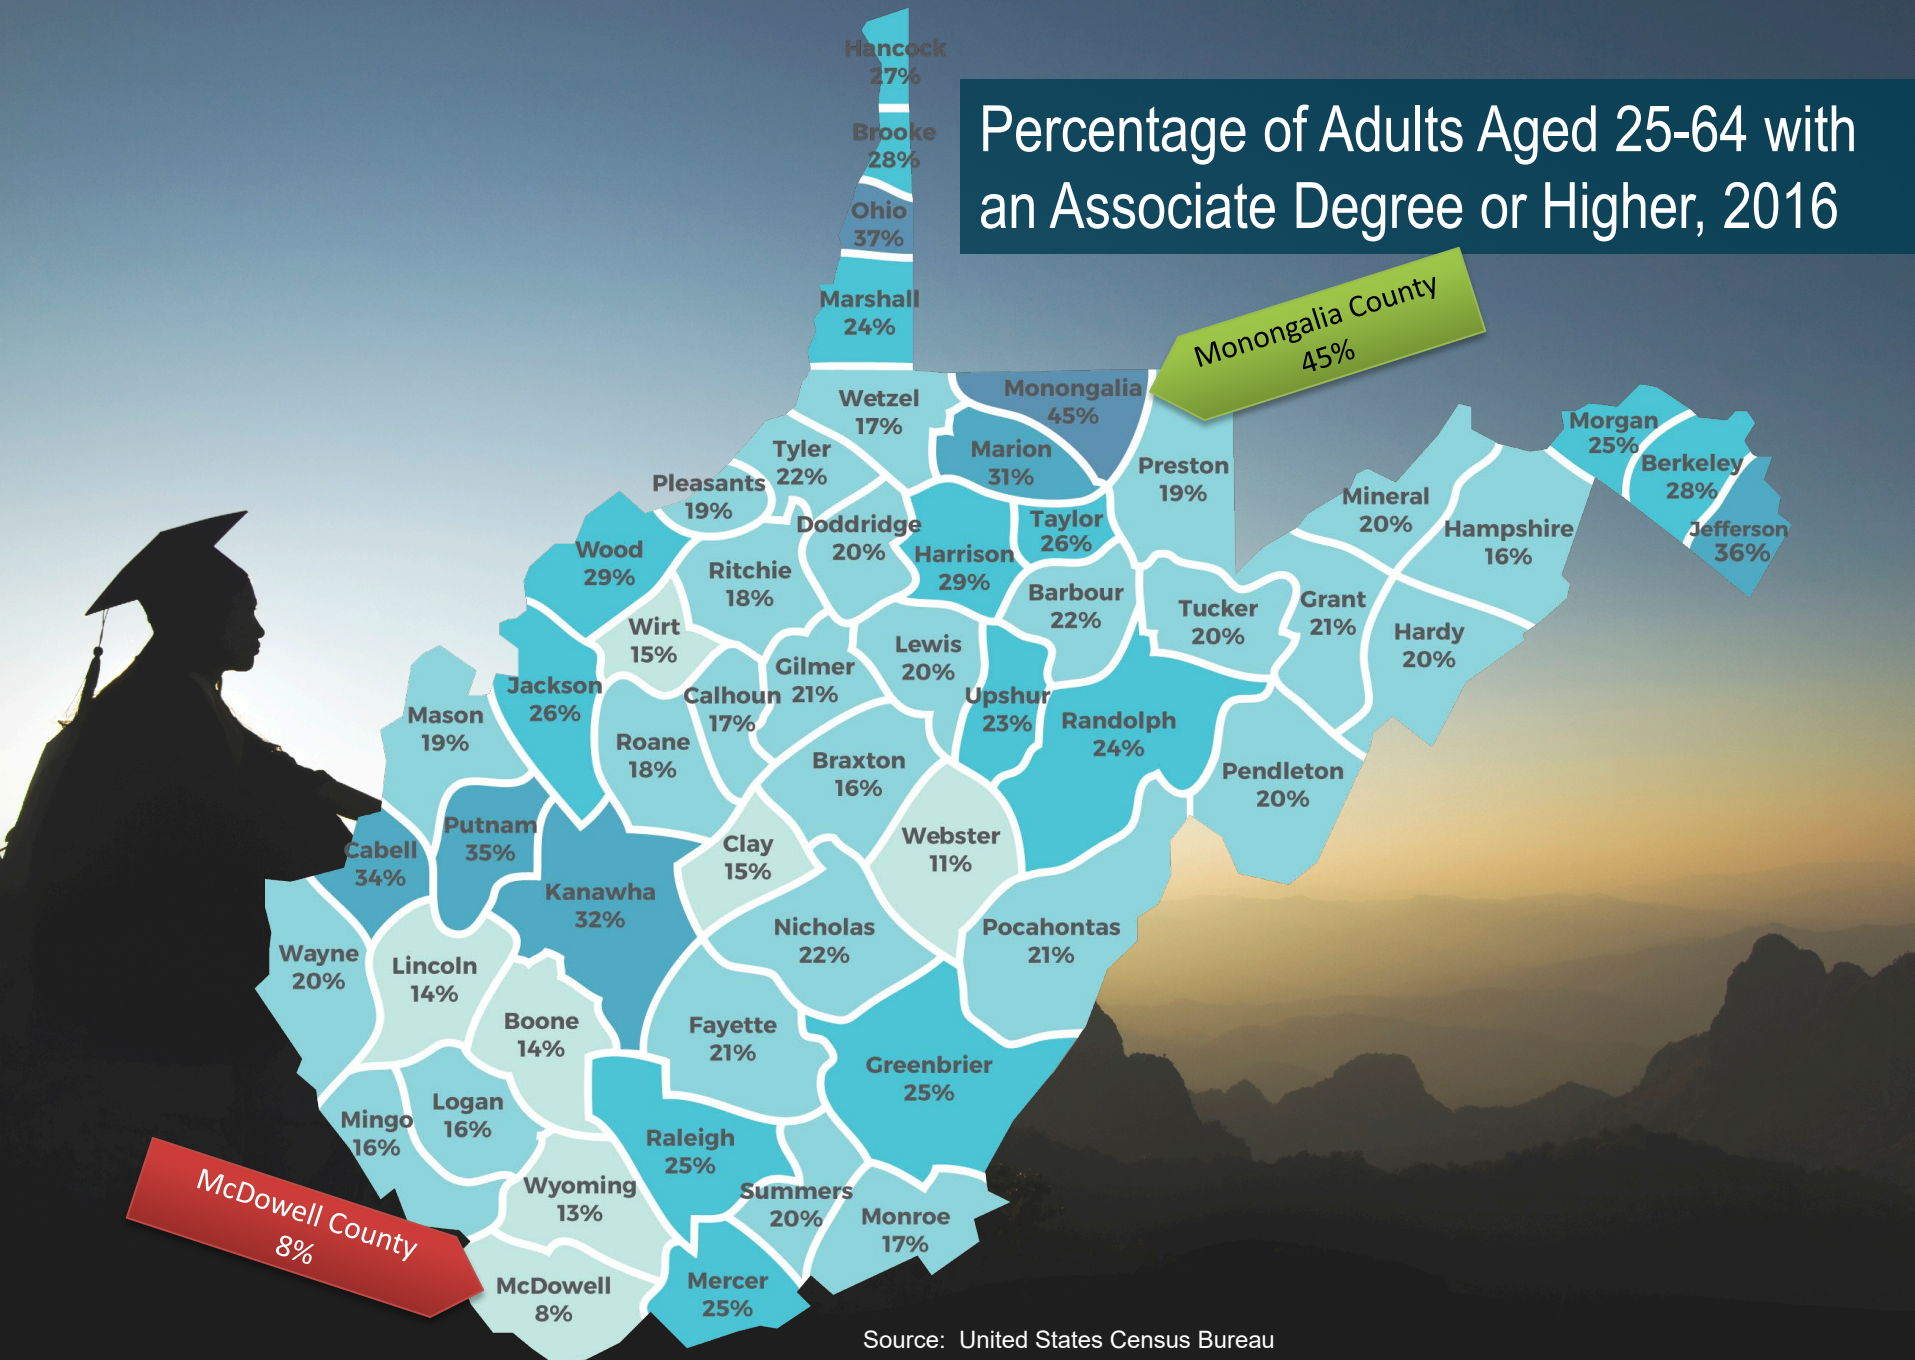 Percentage of Adults Aged 25-64 with
an Associate Degree or Higher, 2016
Hancock
27%
Brooke
28%
Ohio
37%
Marshall
24%
Monongalia County
45%
Wetzel
17%
Monongalia
45%
Marion
31%
Tyler
22%
Pleasants
19%
Preston
19%
Morgan
25%
Berkeley
28%
Jefferson
36%
Mineral
20%
Hampshire
16%
Doddridge
20%
Taylor
26%
Harrison
29%
Wood
29%
Ritchie
18%
Barbour
22%
Tucker
20%
Grant
21%
Hardy
20%
Wirt
15%
Lewis
20%
Gilmer
21%
Jackson
26%
Calhoun
17%
Upshur
23%
Randolph
24%
Mason
19%
Roane
18%
Braxton
16%
Pendleton
20%
Putnam
35%
Cabell
34%
Clay
15%
Webster
11%
Kanawha
32%
Nicholas
22%
Pocahontas
21%
Wayne
20%
Lincoln
14%
Boone
14%
Fayette
21%
Greenbrier
25%
Logan
16%
Mingo
16%
Raleigh
25%
McDowell County
8%
Wyoming
13%
Summers
20%
Monroe
17%
McDowell
8%
Mercer
25%
Source: United States Census Bureau